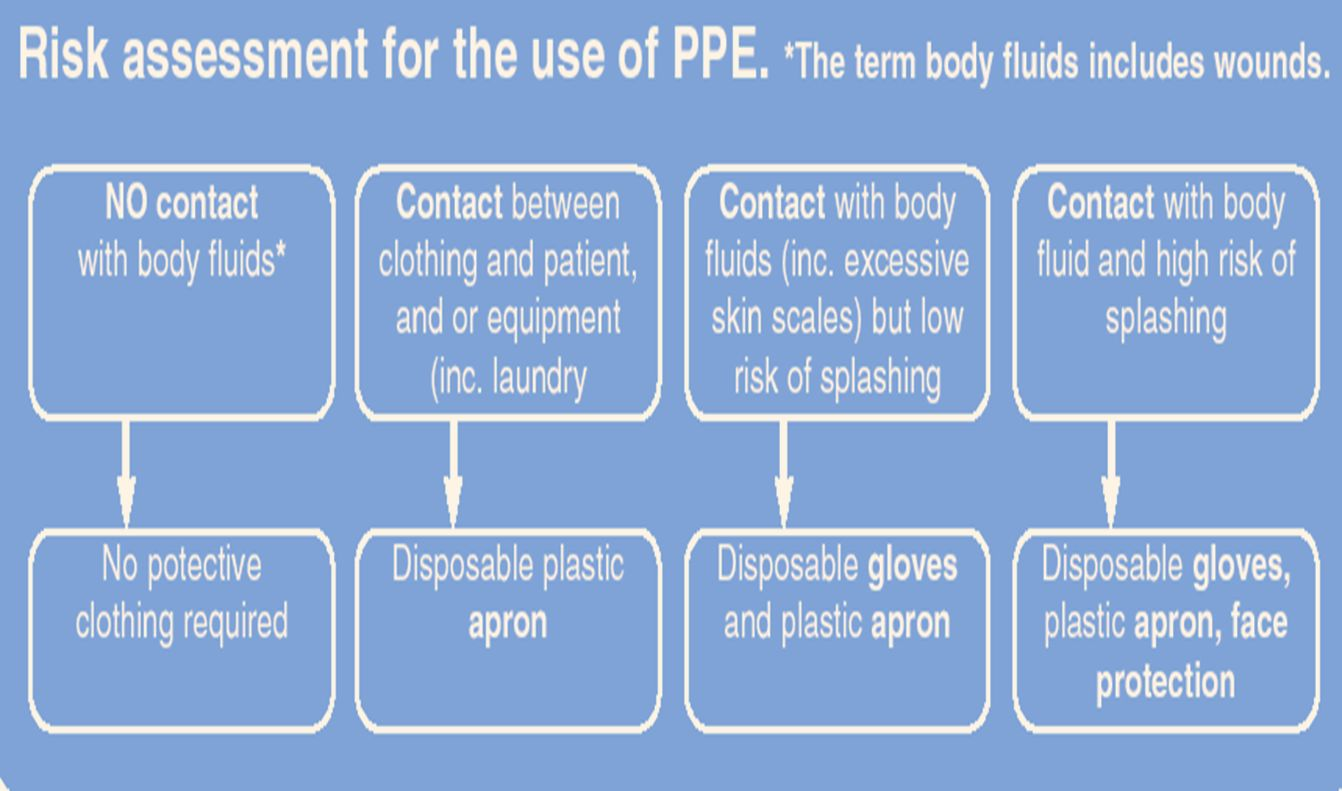 Risk assessment for the use of PPE. *The term body fluids includes wounds.
NO contact
with body fluids*
Contact between
clothing and patient,
and or equipment
(inc. laundry
Contact with body
fluids (inc. excessive
skin scales) but low
risk of splashing
Contact with body
fluid and high risk of
splashing
No potective
clothing required
Disposable plastic
apron
Disposable gloves
and plastic apron
Disposable gloves,
plastic apron, face
protection